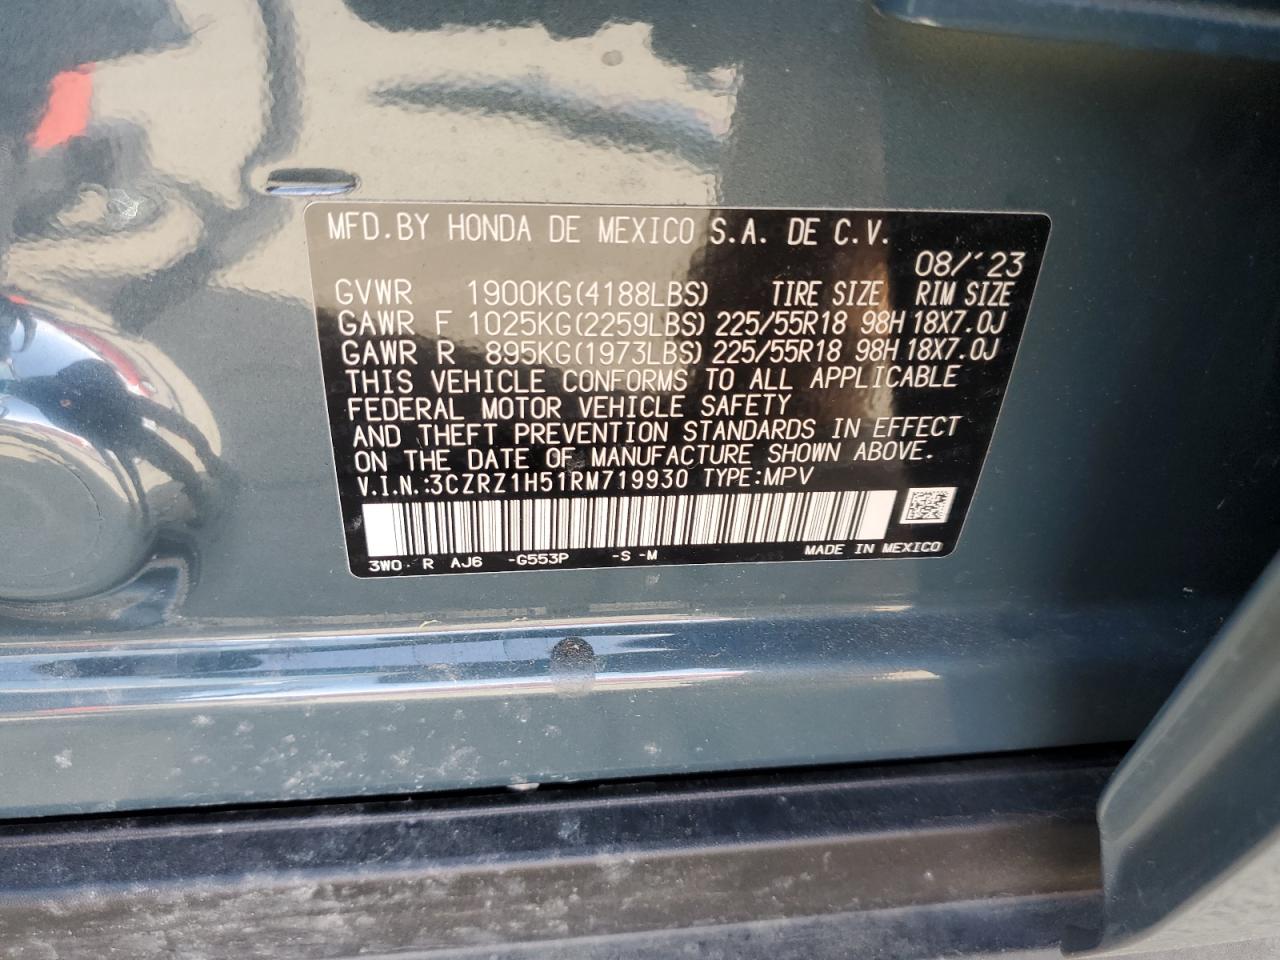 MFD.BY HONDA DE MEXICO S.A. DE C.V.
08/'23
GVWR 1900KG(4188LBS) TIRE SIZE RIM SIZE
GAWR F 1025KG(2259LBS) 225/55R18 98H 18X7.0J
GAWR R 895KG(1973LBS) 225/55R18 98H 18X7.0J
THIS VEHICLE CONFORMS TO ALL APPLICABLE
FEDERAL MOTOR VEHICLE SAFETY
AND THEFT PREVENTION STANDARDS IN EFFECT
ON THE DATE OF MANUFACTURE SHOWN ABOVE.
V.I.N.:3CZRZ1H51RM719930 TYPE:MPV
3W0 R AJ6 -G553P -S -M MADE IN MEXICO